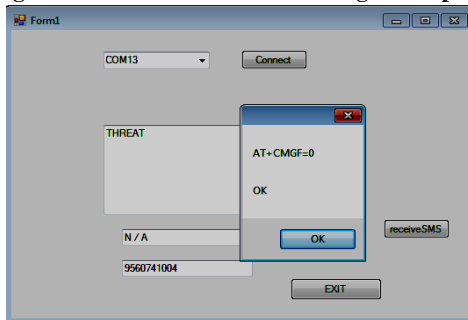 Form1
COM13
Connect
THREAT
AT+CMGF=0
OK
OK
receiveSMS
N / A
9560741004
EXIT